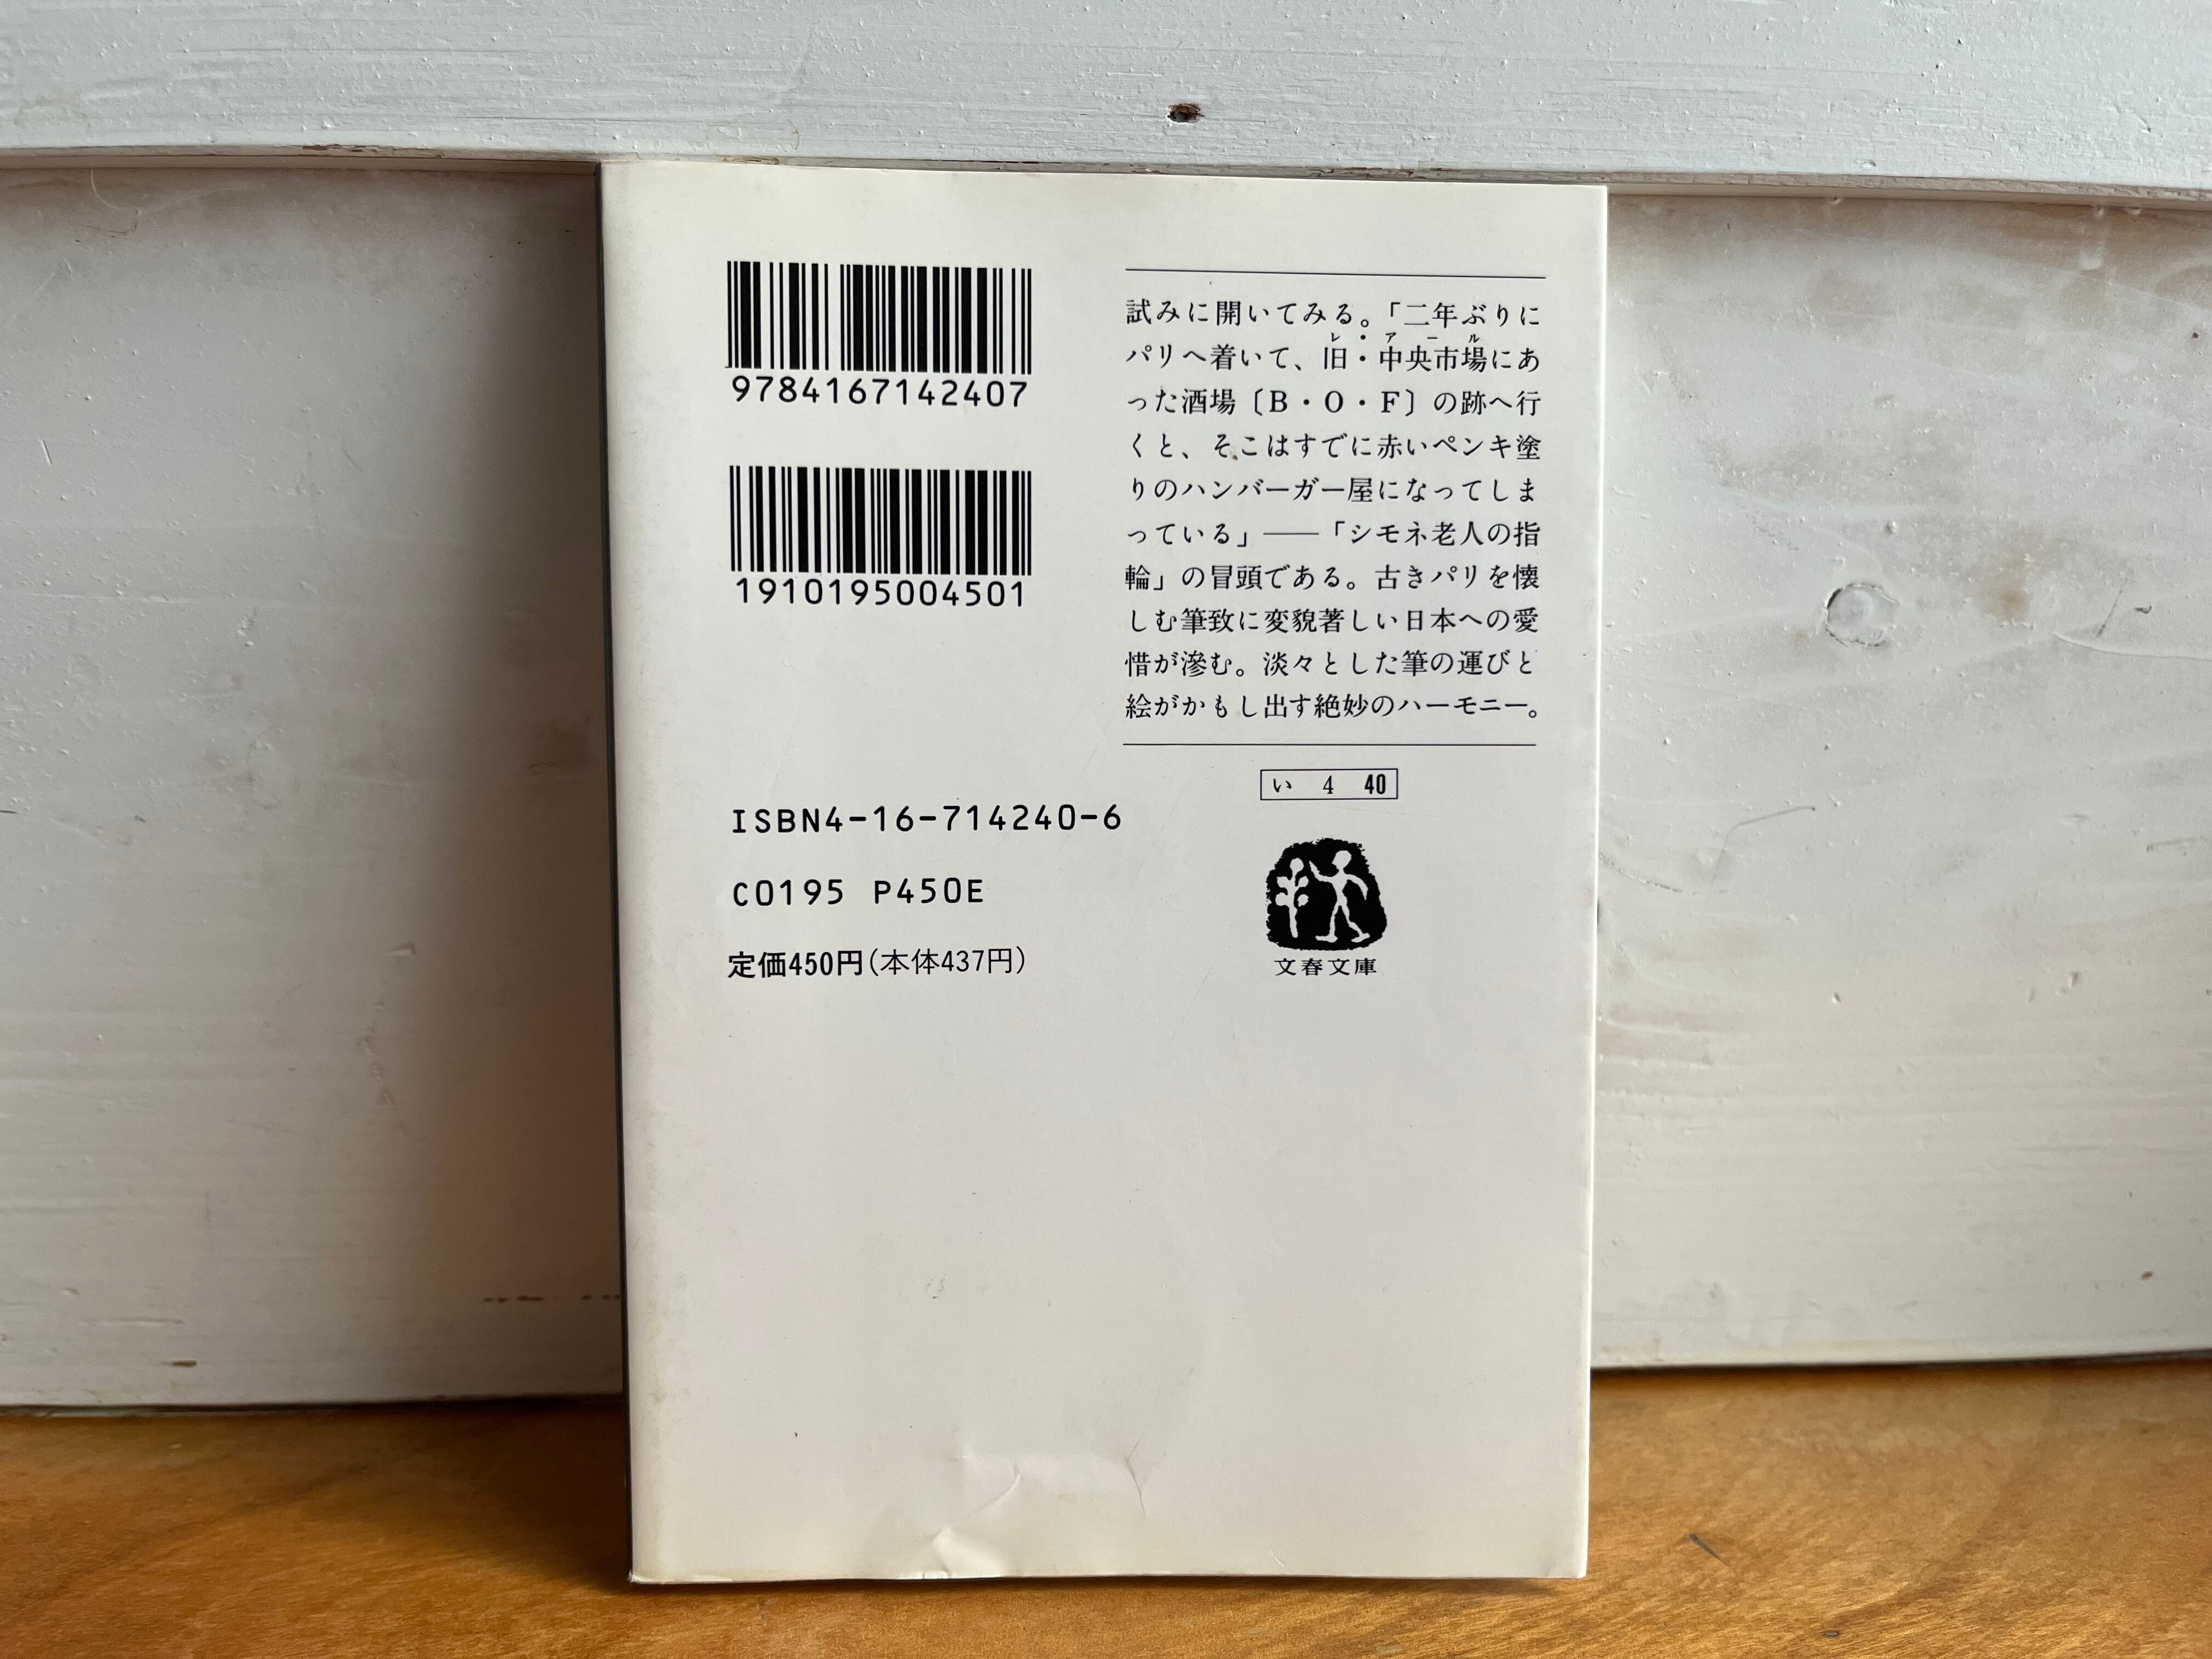 9784167142407
1910195004501
ISBN4-16-714240-6
C0195 P450E
定価450円(本体437円)
試みに開いてみる。「二年ぶりに
パリへ着いて、旧・中央市場にあ
レ・アール
った酒場〔B・O・F〕の跡へ行
くと、そこはすでに赤いペンキ塗
りのハンバーガー屋になってしま
っている」――「シモネ老人の指
輪」の冒頭である。古きパリを懐
しむ筆致に変貌著しい日本への愛
惜が滲む。淡々とした筆の運びと
絵がかもし出す絶妙のハーモニー。
い 4 40
文春文庫